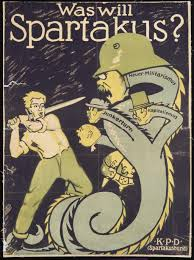 Was will
Spartakus?
Neuer Militarismus
Kapitalismus
Junkertum
K.P.D
(Spartakusbund)